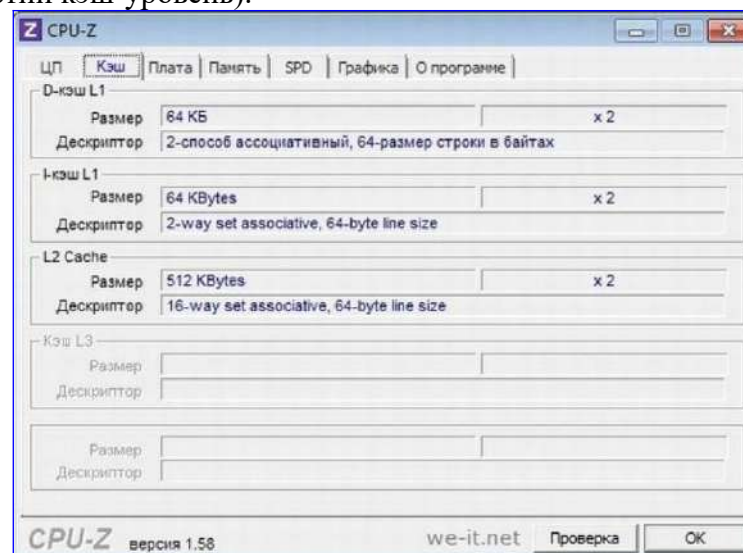 кэш уровень).
CPU-Z
ЦП Кэш Плата Память SPD Графика О программе
D-кэш L1
Размер 64 КБ x 2
Дескриптор 2-способ ассоциативный, 64-размер строки в байтах
I-кэш L1
Размер 64 KBytes x 2
Дескриптор 2-way set associative, 64-byte line size
L2 Cache
Размер 512 KBytes x 2
Дескриптор 16-way set associative, 64-byte line size
Кэш L3
Размер
Дескриптор
Размер
Дескриптор
CPU-Z версия 1.58 we-it.net Проверка OK